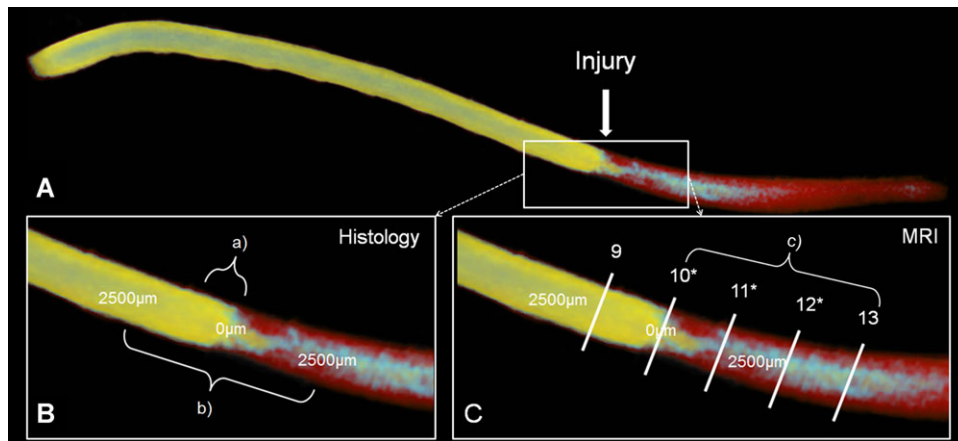 Injury
A
a)
Histology
2500µm
0µm
2500µm
b)
B
c)
MRI
9
10*
11*
12*
13
2500µm
0µm
2500µm
C